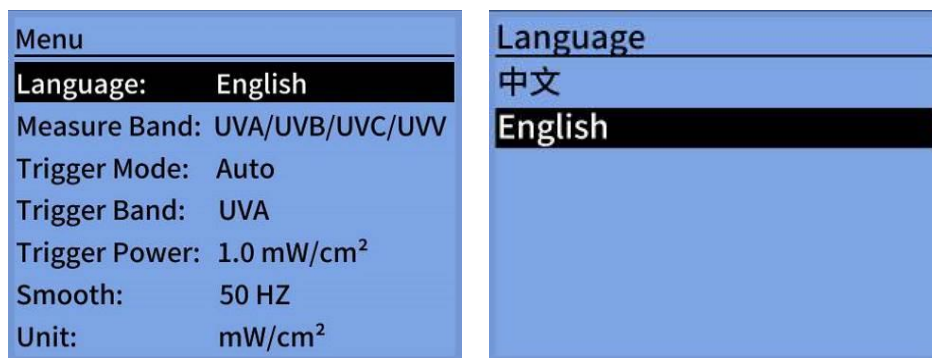 Menu
Language: English
Measure Band: UVA/UVB/UVC/UVV
Trigger Mode: Auto
Trigger Band: UVA
Trigger Power: 1.0 mW/cm²
Smooth: 50 HZ
Unit: mW/cm²
Language
中文
English